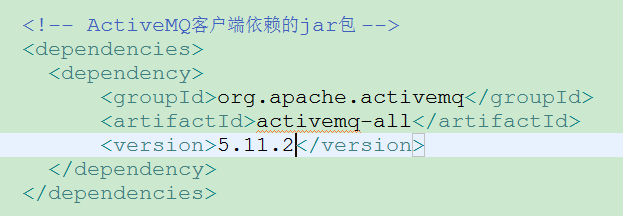 <!-- ActiveMQ客户端依赖的jar包 -->
<dependencies>
<dependency>
<groupId>org.apache.activemq</groupId>
<artifactId>activemq-all</artifactId>
<version>5.11.2</version>
</dependency>
</dependencies>